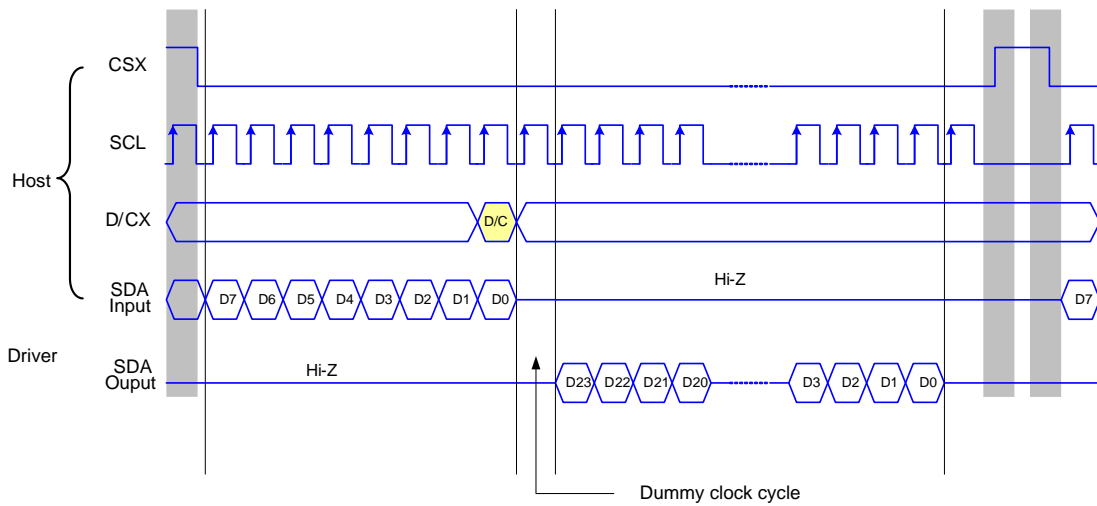 CSX
SCL
Host
D/CX
D/C
SDA
Input
D7 D6 D5 D4 D3 D2 D1 D0
Hi-Z
D7
Driver
SDA
Ouput
Hi-Z
D23 D22 D21 D20
D3 D2 D1 D0
Dummy clock cycle